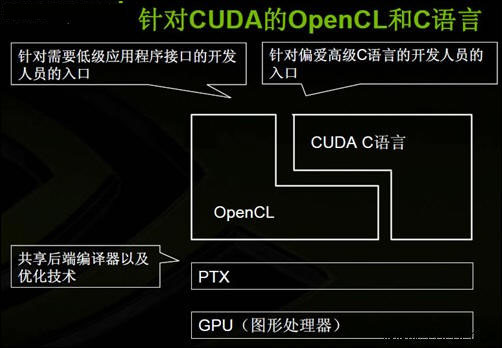 针对CUDA的OpenCL和C语言
针对需要低级应用程序接口的开发
人员的入口
针对偏爱高级C语言的开发人员的
入口
CUDA C语言
OpenCL
共享后端编译器以及
优化技术
PTX
GPU（图形处理器）